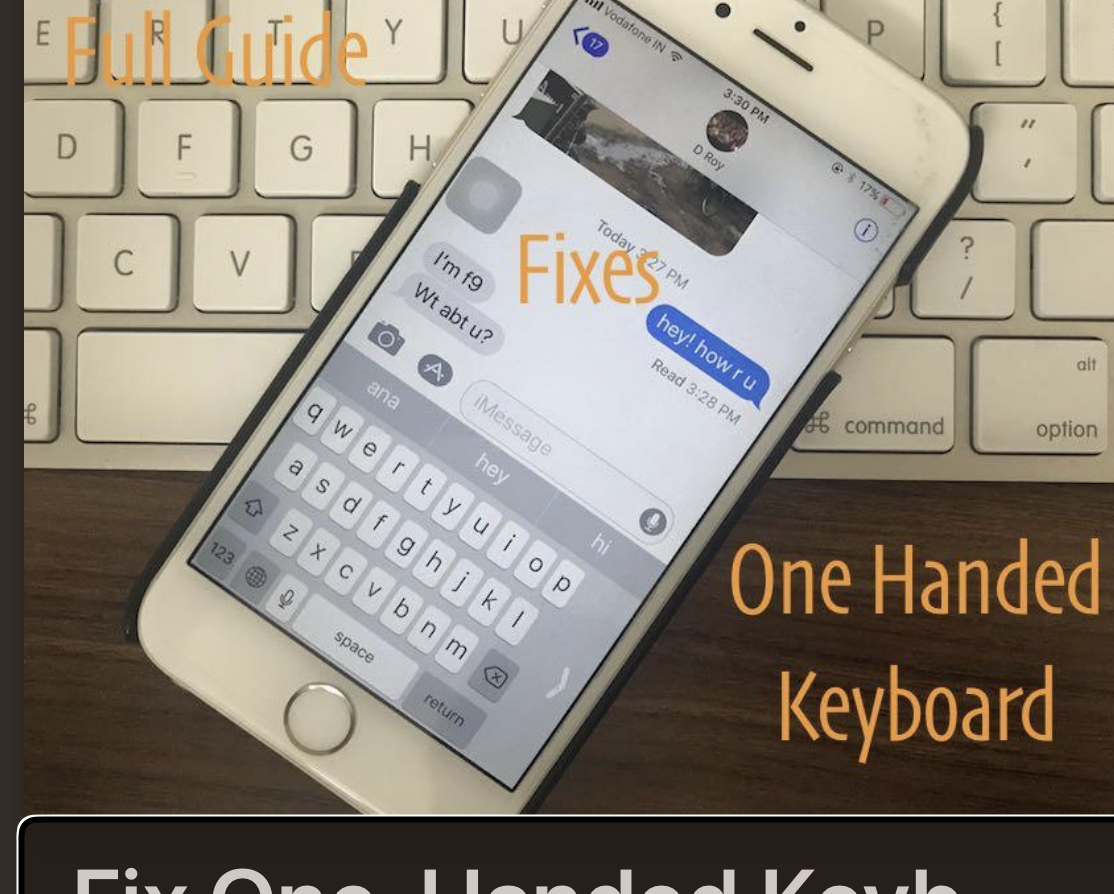 Full Guide
E R T Y U P { [
D F G H " '
C V ? /
alt
⌘ command option
Vodafone IN
3:30 PM
17%
17
D Roy
Today 3:27 PM
Fixes
hey! how r u
Read 3:28 PM
I'm f9
Wt abt u?
iMessage
ana hey hi
q w e r t y u i o p
a s d f g h j k l
z x c v b n m
123 space return
One Handed
Keyboard
Fix One-Handed Keyb